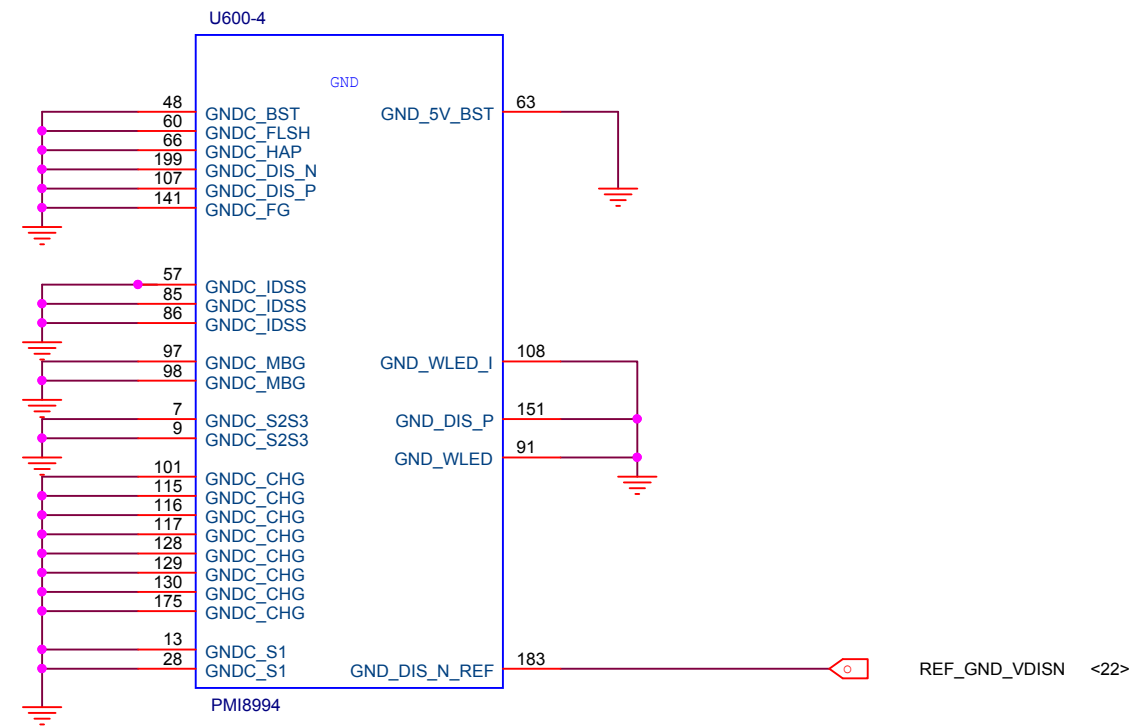 U600-4
GND
48 GNDC_BST GND_5V_BST 63
60 GNDC_FLSH
66 GNDC_HAP
199 GNDC_DIS_N
107 GNDC_DIS_P
141 GNDC_FG
57 GNDC_IDSS
85 GNDC_IDSS
86 GNDC_IDSS
97 GNDC_MBG GND_WLED_I 108
98 GNDC_MBG
7 GNDC_S2S3 GND_DIS_P 151
9 GNDC_S2S3
GND_WLED 91
101 GNDC_CHG
115 GNDC_CHG
116 GNDC_CHG
117 GNDC_CHG
128 GNDC_CHG
129 GNDC_CHG
130 GNDC_CHG
175 GNDC_CHG
13 GNDC_S1
28 GNDC_S1 GND_DIS_N_REF 183 REF_GND_VDISN <22>
PMI8994